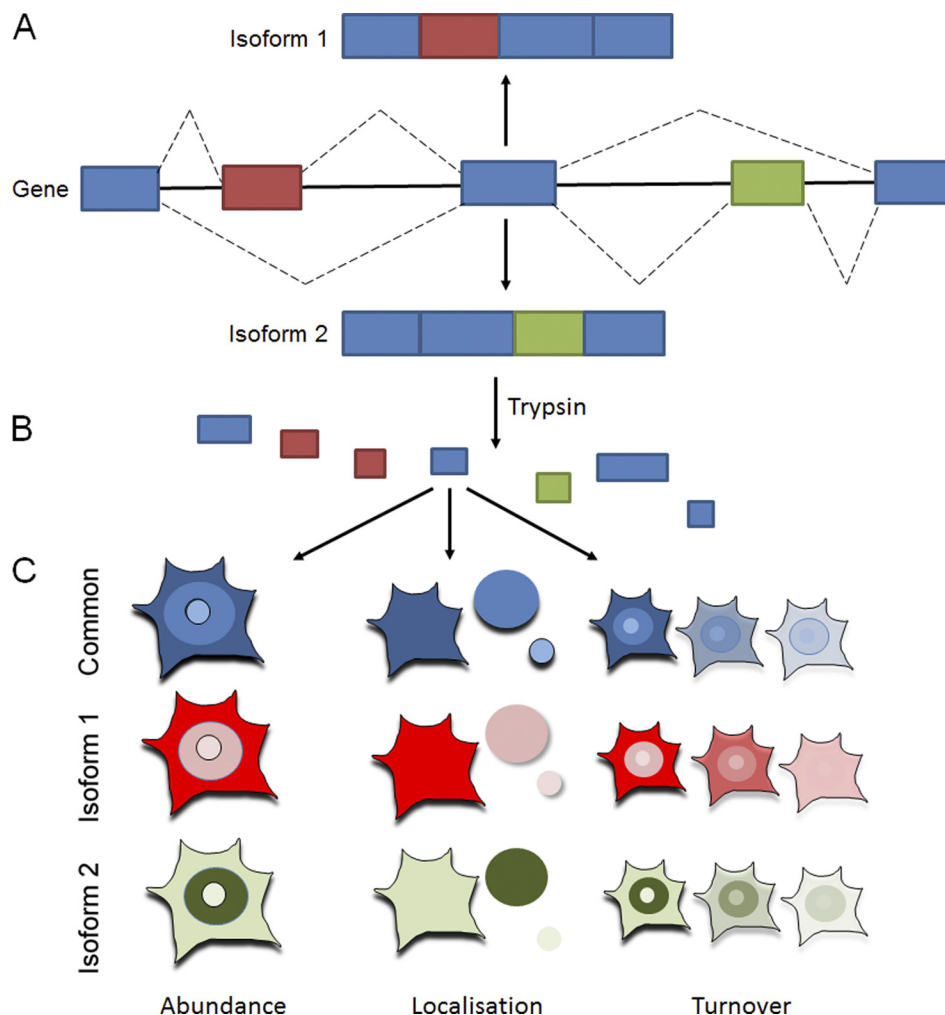 A
Isoform 1
Gene
Isoform 2
Trypsin
B
C
Common
Isoform 1
Isoform 2
Abundance
Localisation
Turnover